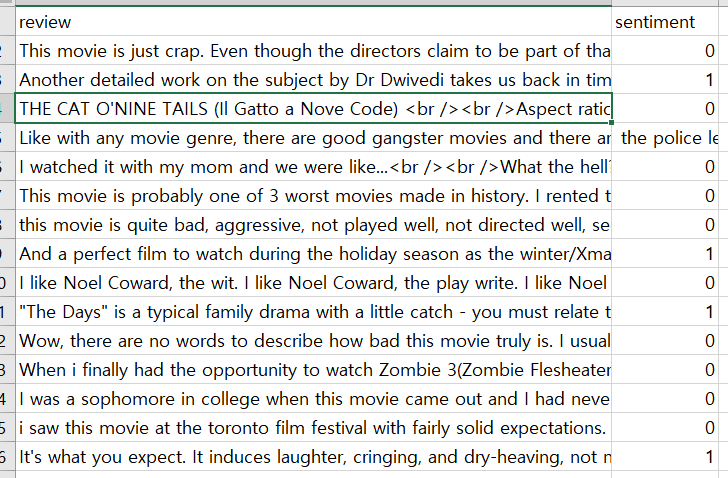 review sentiment
This movie is just crap. Even though the directors claim to be part of tha 0
Another detailed work on the subject by Dr Dwivedi takes us back in tim 1
THE CAT O'NINE TAILS (Il Gatto a Nove Code) <br /><br />Aspect ratio 0
Like with any movie genre, there are good gangster movies and there ar the police le
I watched it with my mom and we were like...<br /><br />What the hell? 0
This movie is probably one of 3 worst movies made in history. I rented t 0
this movie is quite bad, aggressive, not played well, not directed well, se 0
And a perfect film to watch during the holiday season as the winter/Xma 1
I like Noel Coward, the wit. I like Noel Coward, the play write. I like Noel 0
"The Days" is a typical family drama with a little catch - you must relate t 1
Wow, there are no words to describe how bad this movie truly is. I usual 0
When i finally had the opportunity to watch Zombie 3(Zombie Flesheater 0
I was a sophomore in college when this movie came out and I had neve 0
i saw this movie at the toronto film festival with fairly solid expectations. 0
It's what you expect. It induces laughter, cringing, and dry-heaving, not n 1